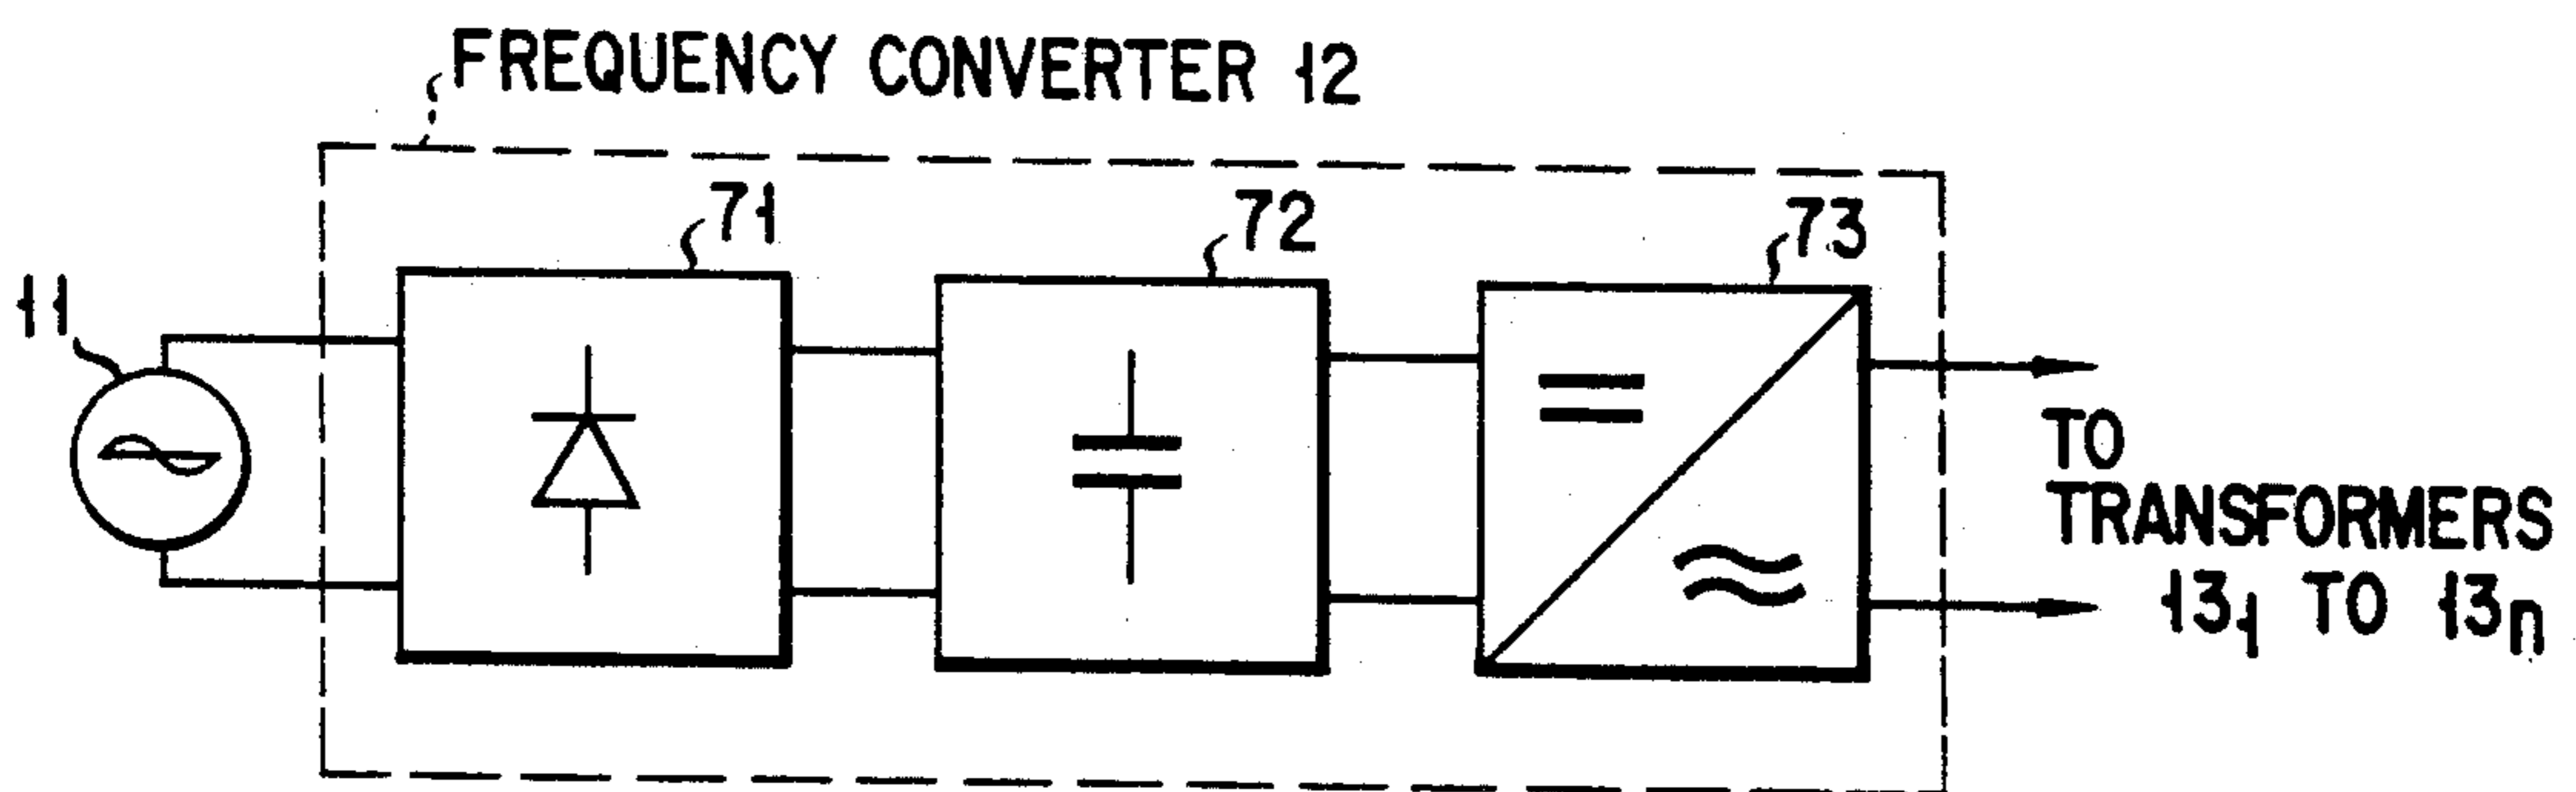 FREQUENCY CONVERTER 12
71
72
73
11
TO
TRANSFORMERS
13₁ TO 13ₙ